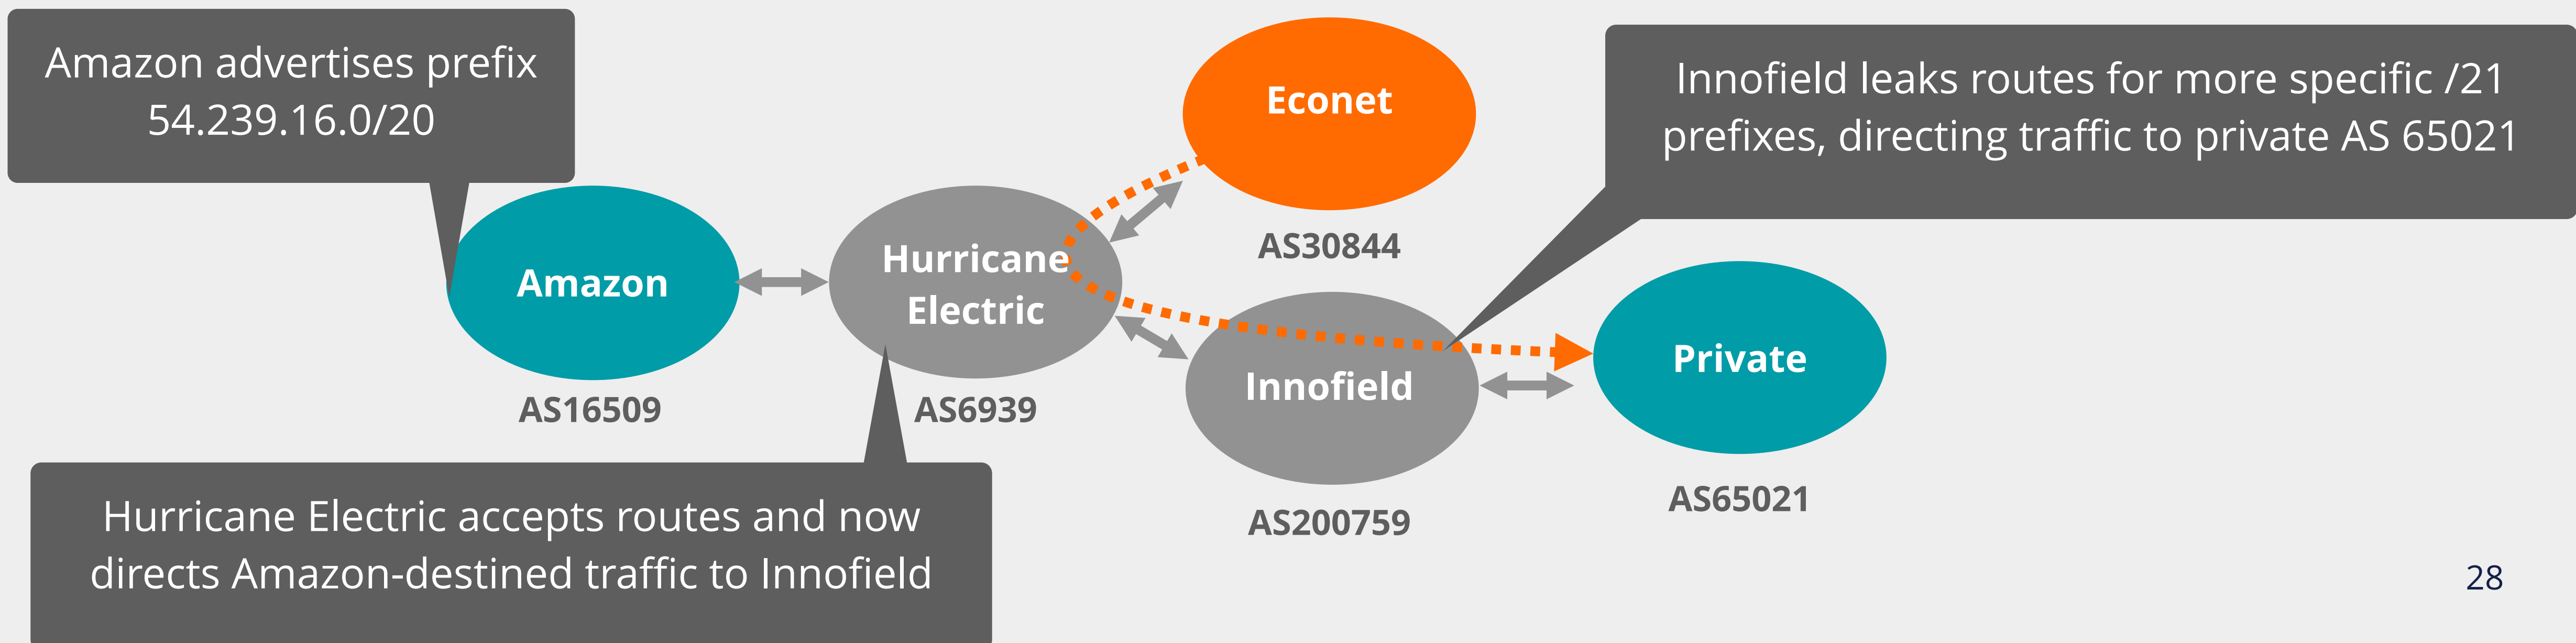 Amazon advertises prefix
54.239.16.0/20
Econet
AS30844
Innofield leaks routes for more specific /21
prefixes, directing traffic to private AS 65021
Amazon
AS16509
Hurricane
Electric
AS6939
Innofield
AS200759
Private
AS65021
Hurricane Electric accepts routes and now
directs Amazon-destined traffic to Innofield
28